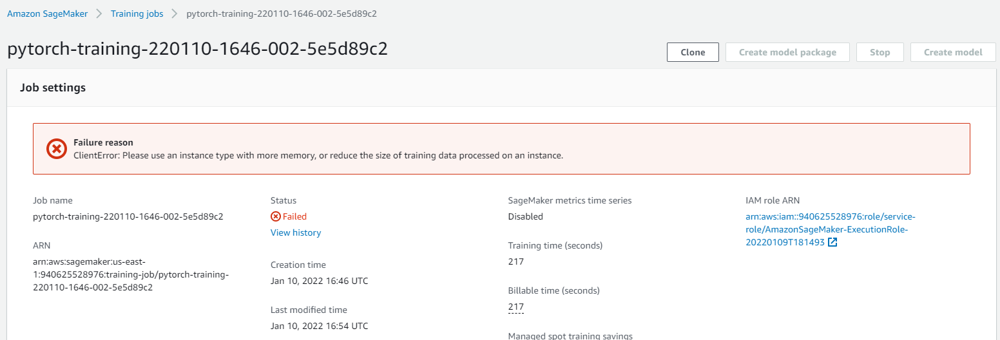 Amazon SageMaker > Training jobs > pytorch-training-220110-1646-002-5e5d89c2
pytorch-training-220110-1646-002-5e5d89c2
Clone Create model package Stop Create model
Job settings
Failure reason
ClientError: Please use an instance type with more memory, or reduce the size of training data processed on an instance.
Job name
pytorch-training-220110-1646-002-5e5d89c2
ARN
arn:aws:sagemaker:us-east-
1:940625528976:training-job/pytorch-training-
220110-1646-002-5e5d89c2
Status
Failed
View history
Creation time
Jan 10, 2022 16:46 UTC
Last modified time
Jan 10, 2022 16:54 UTC
SageMaker metrics time series
Disabled
Training time (seconds)
217
Billable time (seconds)
217
Managed spot training savings
IAM role ARN
arn:aws:iam::940625528976:role/service-
role/AmazonSageMaker-ExecutionRole-
20220109T181493